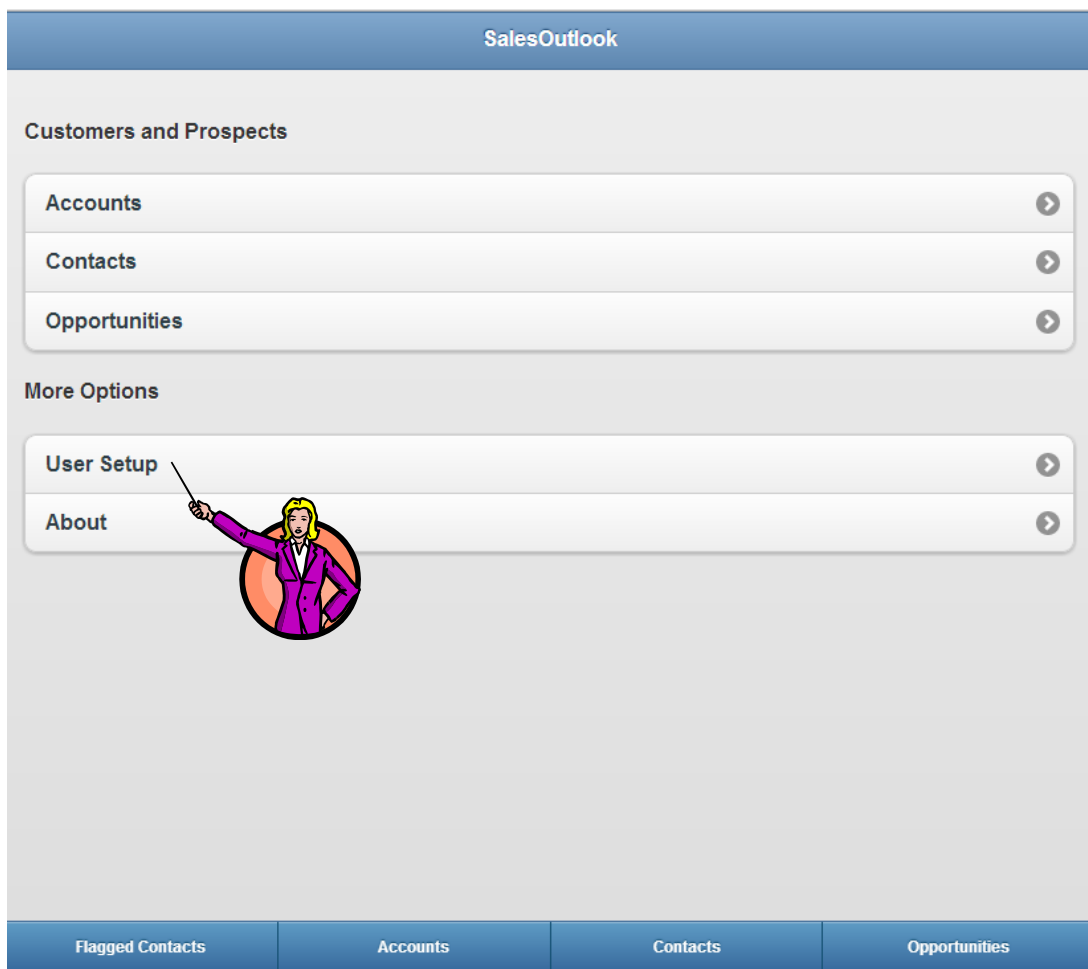 SalesOutlook
Customers and Prospects
Accounts
Contacts
Opportunities
More Options
User Setup
About
Flagged Contacts Accounts Contacts Opportunities